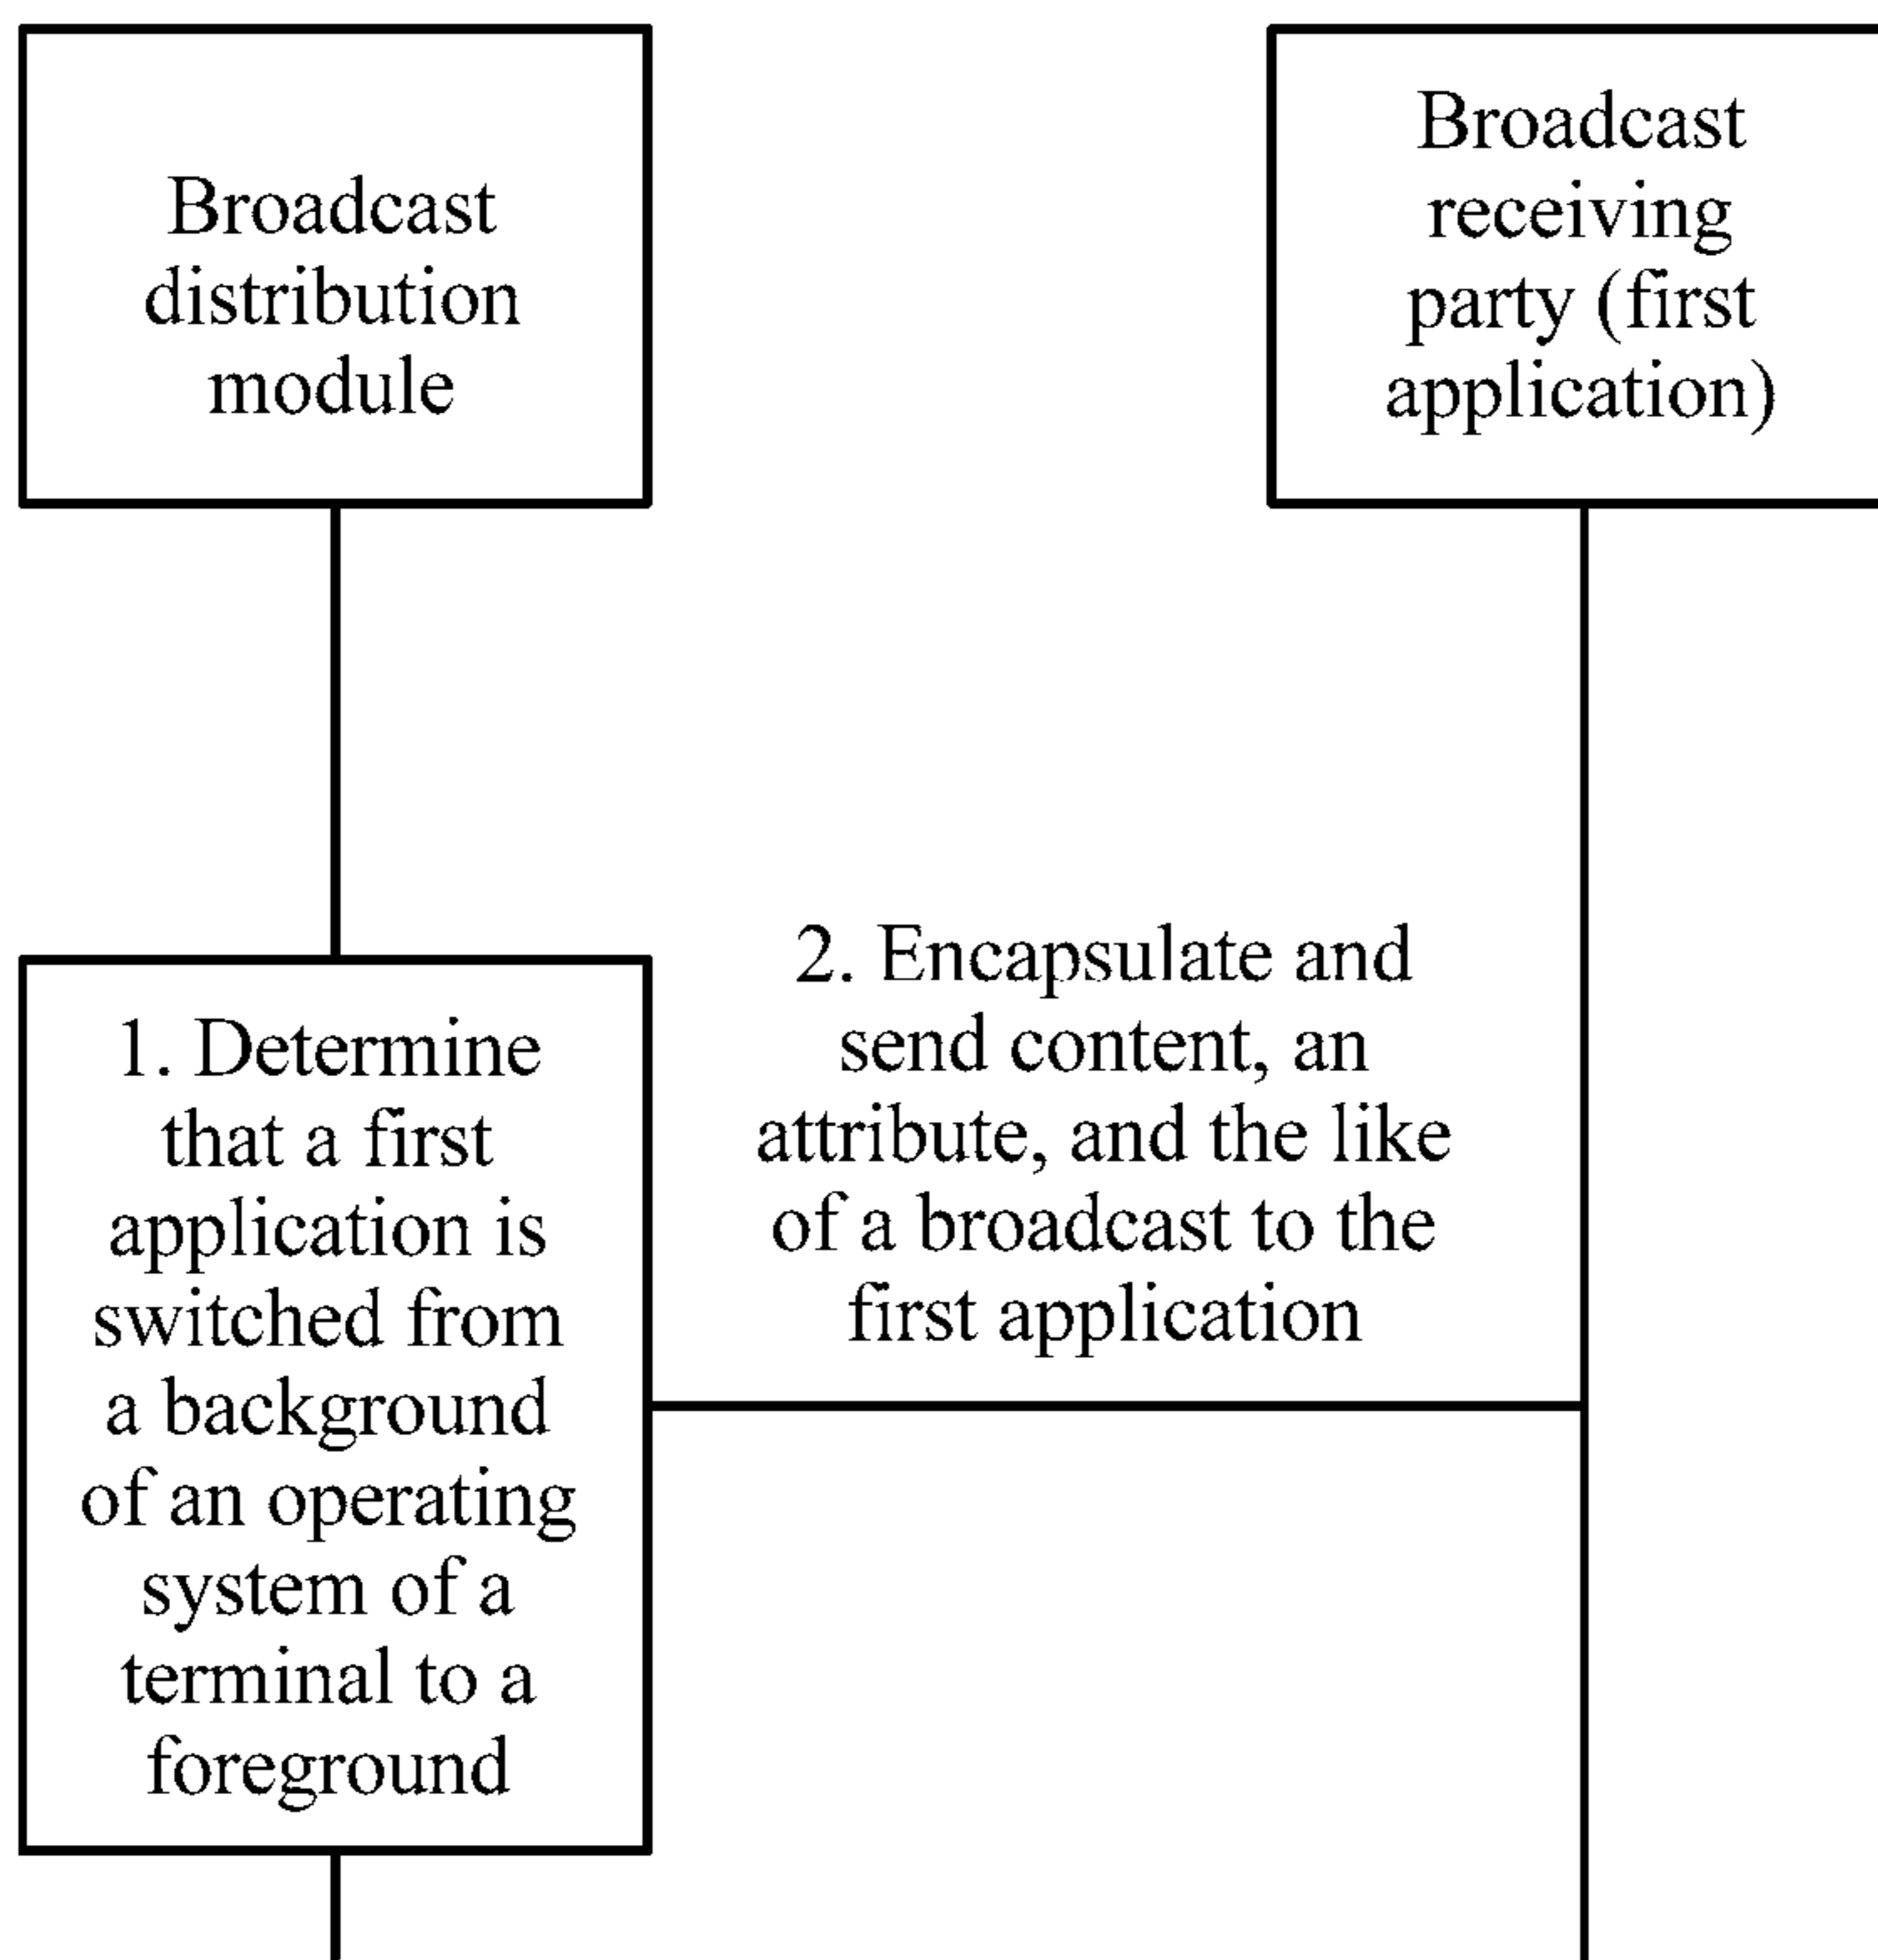 Broadcast
distribution
module
Broadcast
receiving
party (first
application)
1. Determine
that a first
application is
switched from
a background
of an operating
system of a
terminal to a
foreground
2. Encapsulate and
send content, an
attribute, and the like
of a broadcast to the
first application